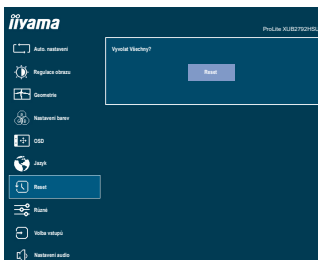 iiyama
ProLite XUB2792HSU
Auto. nastavení
Vyvolat Všechny?
Regulace obrazu
Reset
Geometrie
Nastavení barev
OSD
Jazyk
Reset
Různé
Volba vstupů
Nastavení audio